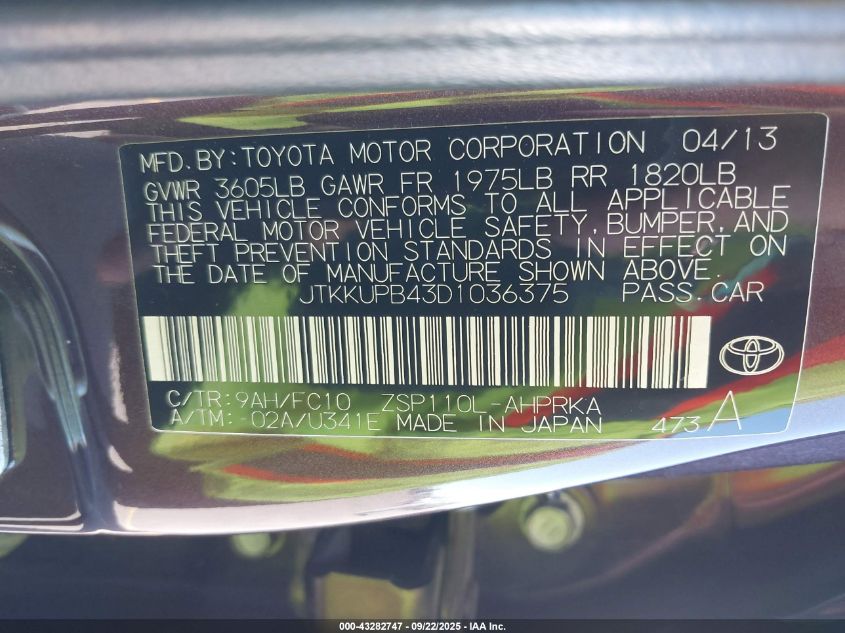 MFD.BY:TOYOTA MOTOR CORPORATION 04/13
GVWR 3605LB GAWR FR 1975LB RR 1820LB
THIS VEHICLE CONFORMS TO ALL APPLICABLE
FEDERAL MOTOR VEHICLE SAFETY,BUMPER,AND
THEFT PREVENTION STANDARDS IN EFFECT ON
THE DATE OF MANUFACTURE SHOWN ABOVE.
JTKKUPB43D1036375 PASS.CAR
C/TR:9AH/FC10 ZSP110L-AHPRKA
A/TM: 02A/U341E MADE IN JAPAN 473 A
000-43282747 - 09/22/2025 - IAA Inc.